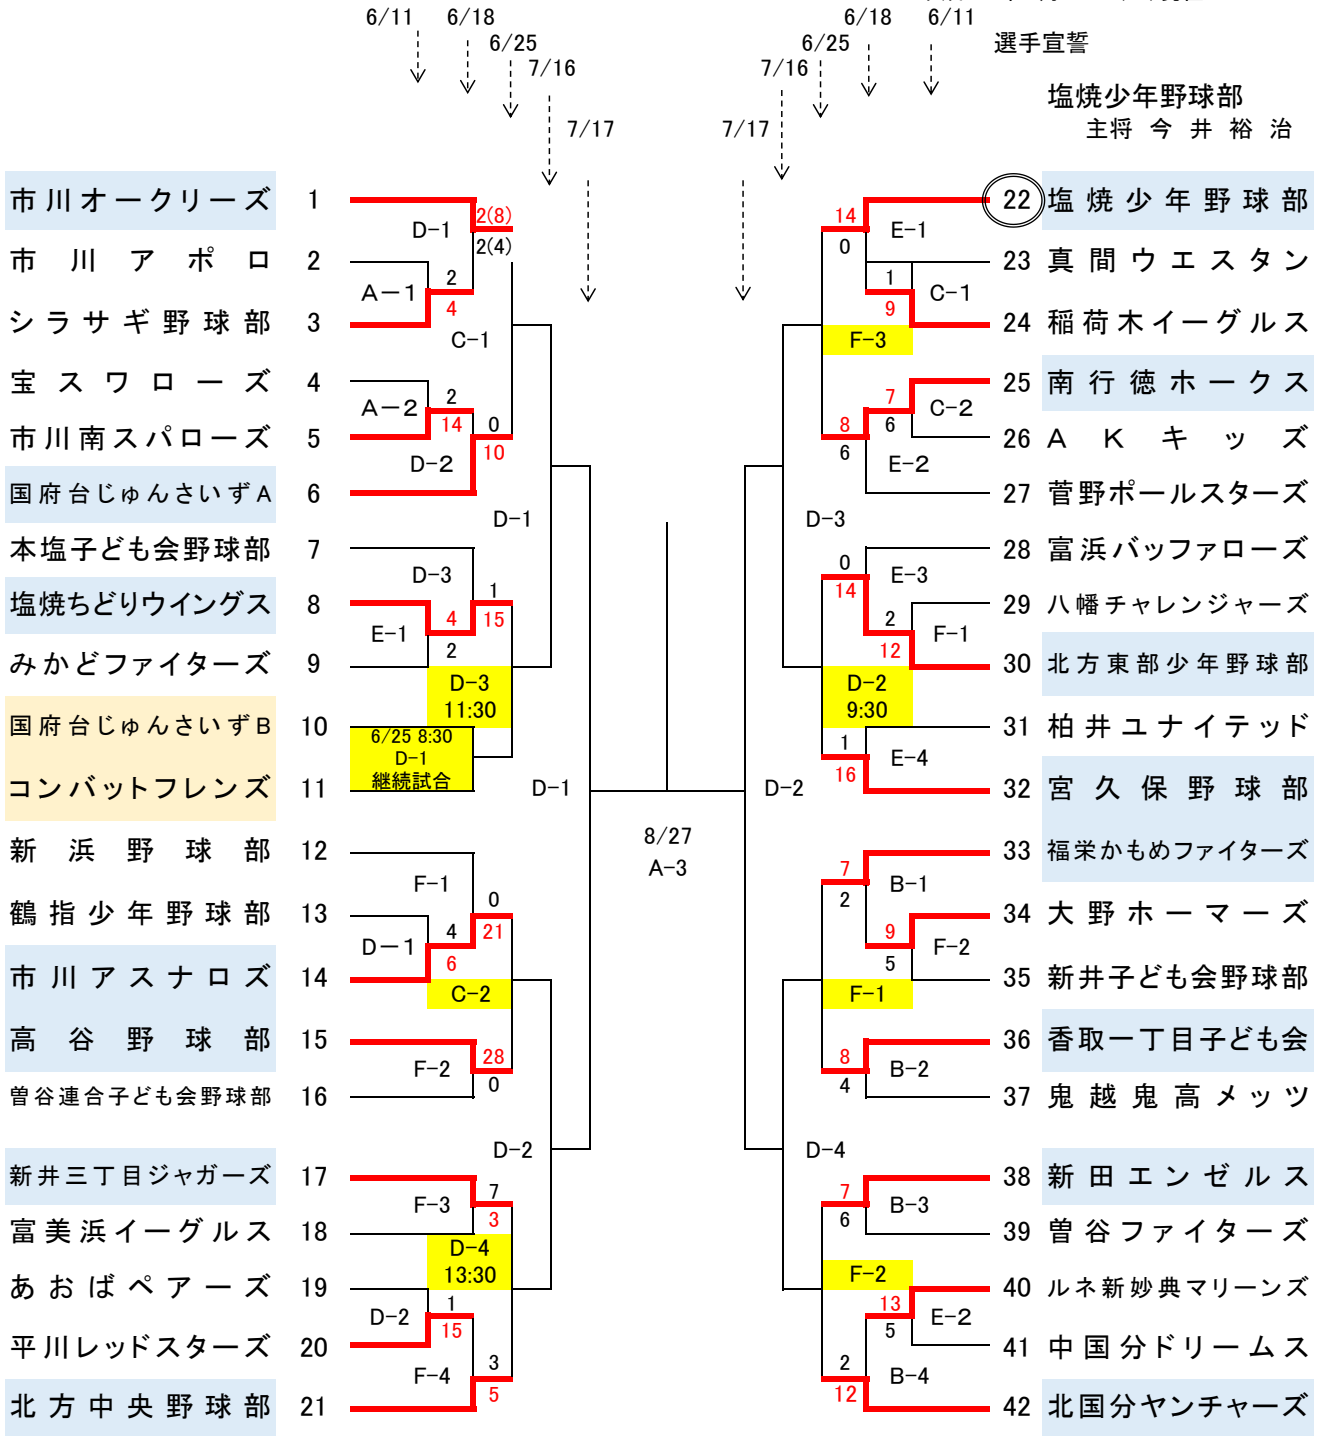 6/11 6/18 6/18 6/11
6/25 6/25 選手宣誓
7/16 7/16
塩焼少年野球部
7/17 7/17 主将 今井裕治
市川オークリーズ 1
市川アポロ 2
シラサギ野球部 3
宝スワローズ 4
市川南スパローズ 5
国府台じゅんさいずA 6
本塩子ども会野球部 7
塩焼ちどりウイングス 8
みかどファイターズ 9
国府台じゅんさいずB 10
コンバットフレンズ 11
新浜野球部 12
鶴指少年野球部 13
市川アスナロズ 14
高谷野球部 15
曽谷連合子ども会野球部 16
新井三丁目ジャガーズ 17
富美浜イーグルス 18
あおばペアーズ 19
平川レッドスターズ 20
北方中央野球部 21
D-1 2(8)
2(4)
A-1 2
4
C-1
A-2 2
14 0
D-2 10
D-1
D-3 1
4 15
E-1
2
D-3
11:30
6/25 8:30
D-1
継続試合
D-1
F-1 0
4 21
D-1
6
C-2
28
F-2
0
D-2
7
F-3
3
D-4
13:30
1
D-2
15
3
F-4
5
8/27
A-3
14
E-1
0
1
C-1
9
F-3
7
C-2
8 6
6 E-2
D-3
0
E-3
14
2
F-1
12
D-2
9:30
1
E-4
16
D-2
7
B-1
2
9
F-2
5
F-1
8
B-2
4
D-4
7
B-3
6
F-2
13
E-2
5
2
B-4
12
22 塩焼少年野球部
23 真間ウエスタン
24 稲荷木イーグルス
25 南行徳ホークス
26 AKキッズ
27 菅野ポールスターズ
28 富浜バッファローズ
29 八幡チャレンジャーズ
30 北方東部少年野球部
31 柏井ユナイテッド
32 宮久保野球部
33 福栄かもめファイターズ
34 大野ホーマーズ
35 新井子ども会野球部
36 香取一丁目子ども会
37 鬼越鬼高メッツ
38 新田エンゼルス
39 曽谷ファイターズ
40 ルネ新妙典マリーンズ
41 中国分ドリームス
42 北国分ヤンチャーズ